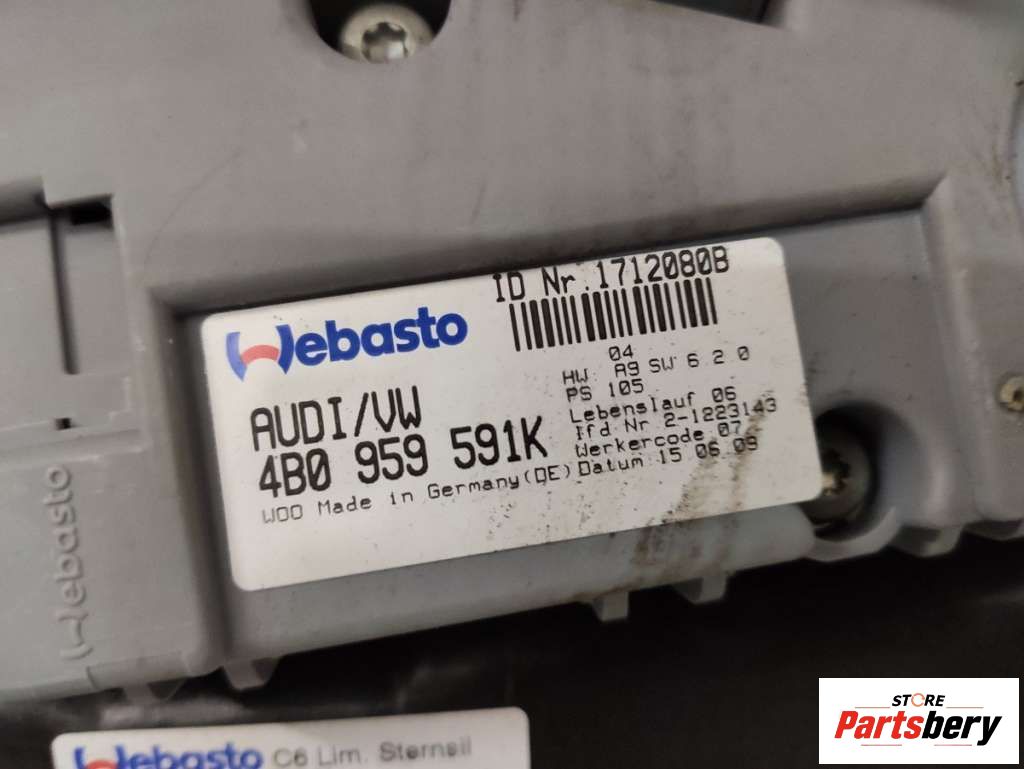 ID Nr 1712080B
Webasto
04
HW A9 SW 6 2 0
PS 105
AUDI/VW
Lebenslauf 06
lfd Nr 2-1223143
4B0 959 591K
Werkercode 07
WOO Made in Germany(DE) Datum 15 06 09
Webasto
Webasto C6 Lim.
STORE
Partsbery